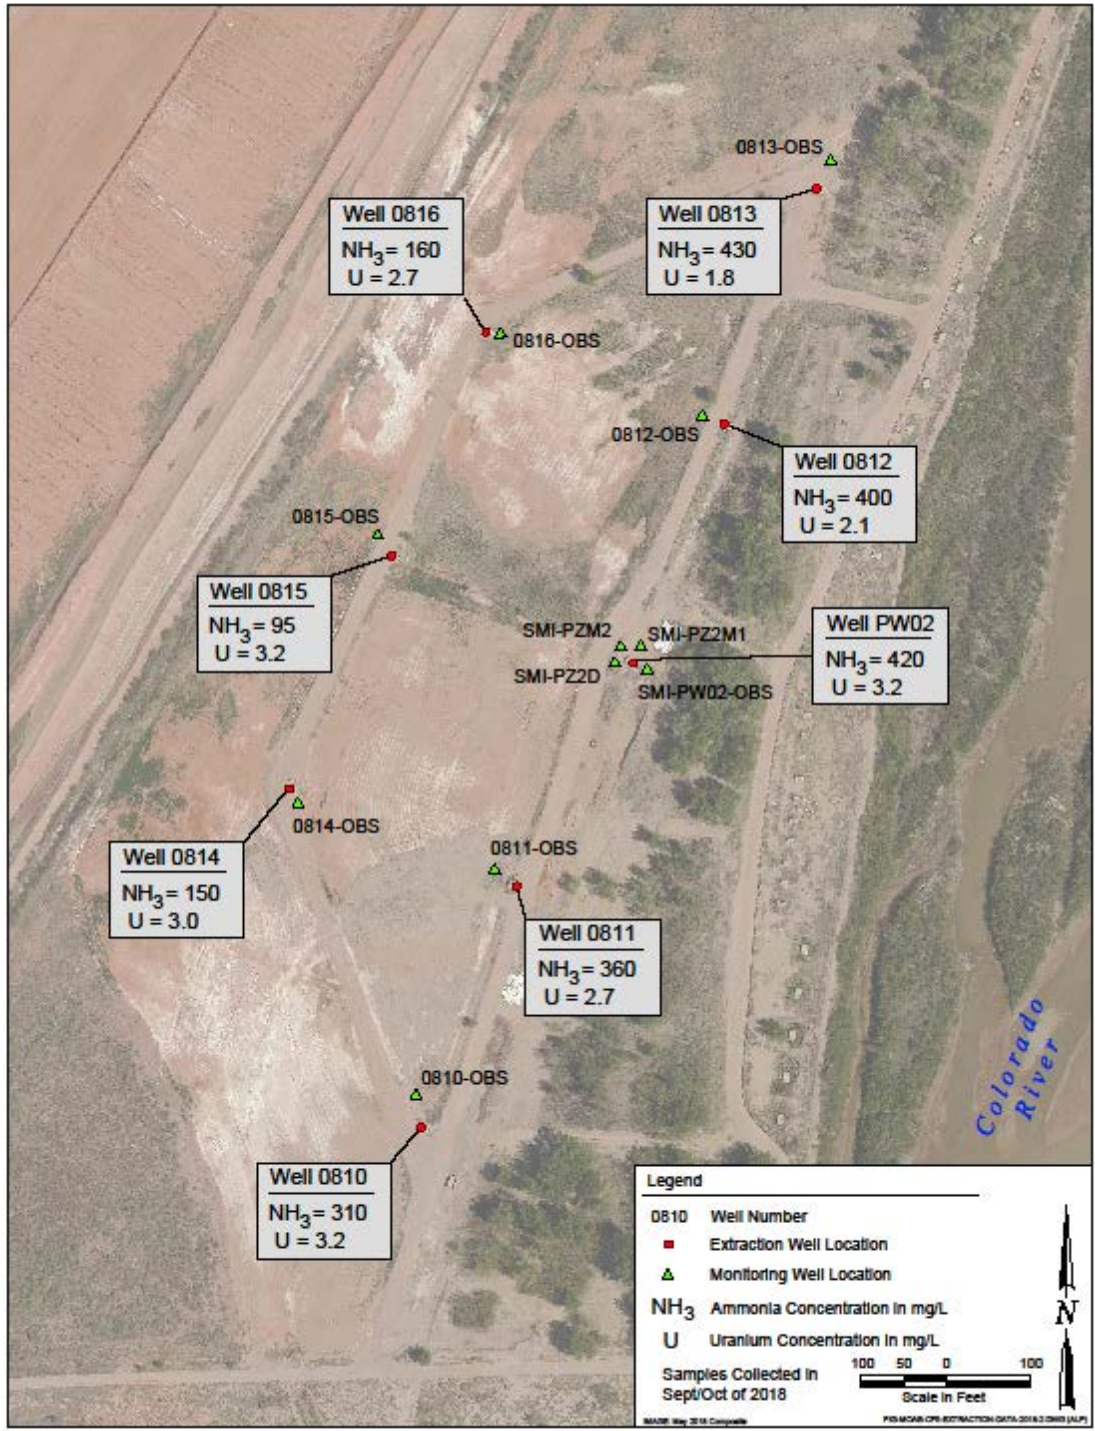 0813-OBS
Well 0816
NH3= 160
U = 2.7
Well 0813
NH3= 430
U = 1.8
0816-OBS
0812-OBS
Well 0812
NH3= 400
U = 2.1
0815-OBS
Well 0815
NH3= 95
U = 3.2
SMI-PZM2
SMI-PZ2M1
SMI-PZ2D
SMI-PW02-OBS
Well PW02
NH3= 420
U = 3.2
0814-OBS
Well 0814
NH3= 150
U = 3.0
0811-OBS
Well 0811
NH3= 360
U = 2.7
0810-OBS
Well 0810
NH3= 310
U = 3.2
Colorado
River
Legend
0810 Well Number
Extraction Well Location
Monitoring Well Location
NH3 Ammonia Concentration in mg/L
U Uranium Concentration in mg/L
Samples Collected in
Sept/Oct of 2018
100 50 0 100
Scale in Feet
N
IMAGE: May 2018 Composite